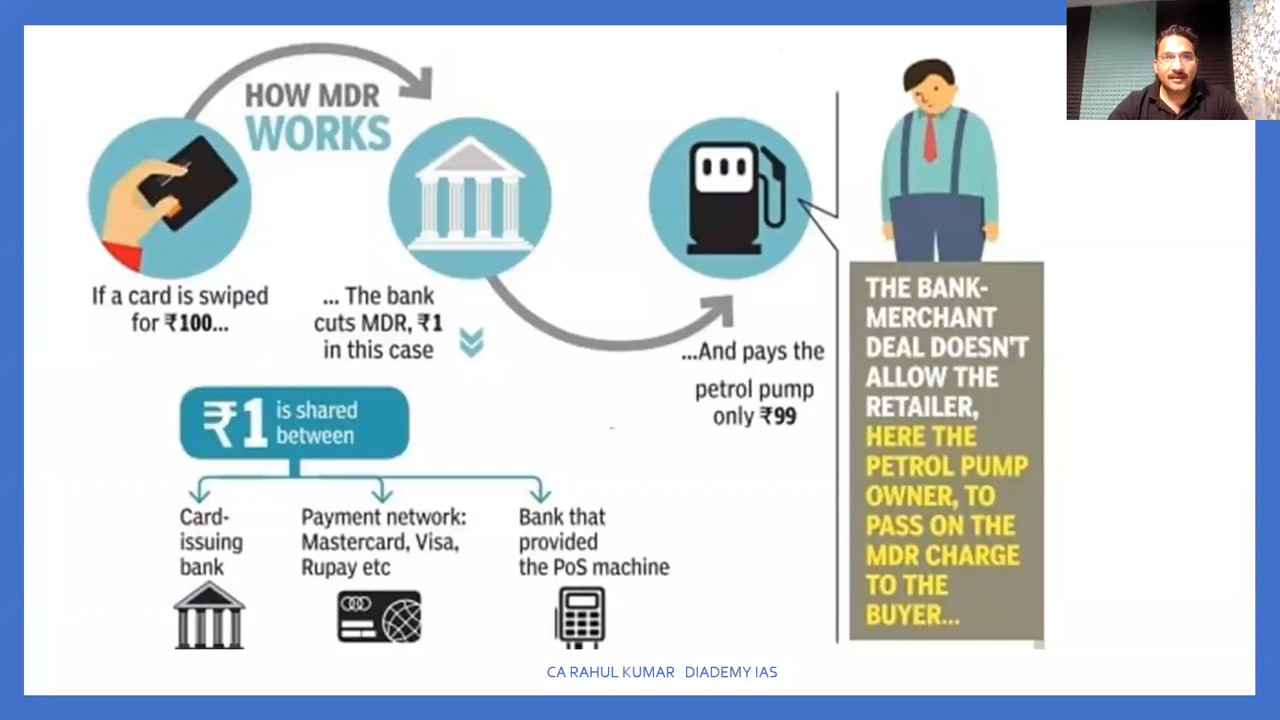 HOW MDR
WORKS
If a card is swiped
for ₹100...
... The bank
cuts MDR, ₹1
in this case
...And pays the
petrol pump
only ₹99
₹1 is shared
between
Card-
issuing
bank
Payment network:
Mastercard, Visa,
Rupay etc
Bank that
provided
the PoS machine
THE BANK-
MERCHANT
DEAL DOESN'T
ALLOW THE
RETAILER,
HERE THE
PETROL PUMP
OWNER, TO
PASS ON THE
MDR CHARGE
TO THE
BUYER...
CA RAHUL KUMAR DIADEMY IAS